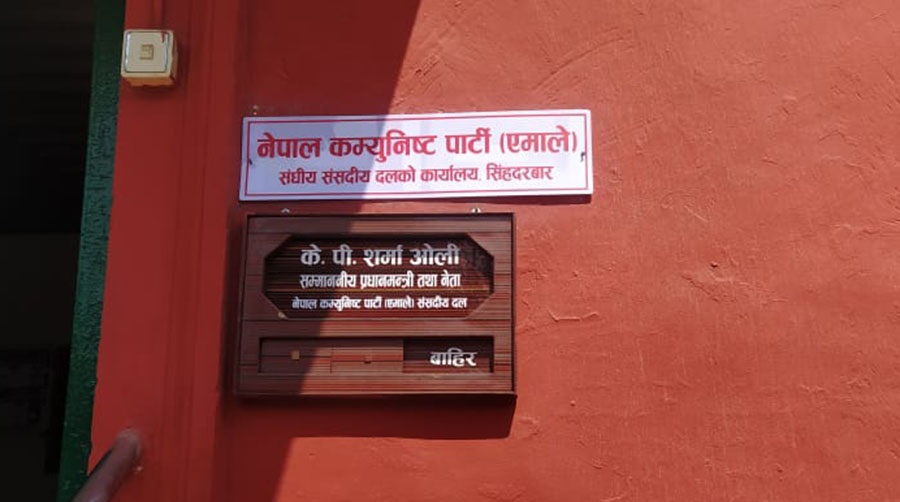 नेपाल कम्युनिष्ट पार्टी (एमाले)
संघीय संसदीय दलको कार्यालय, सिंहदरबार
के. पी. शर्मा ओली
सम्माननीय प्रधानमन्त्री तथा नेता
नेपाल कम्युनिष्ट पार्टी (एमाले) संसदीय दल
बाहिर